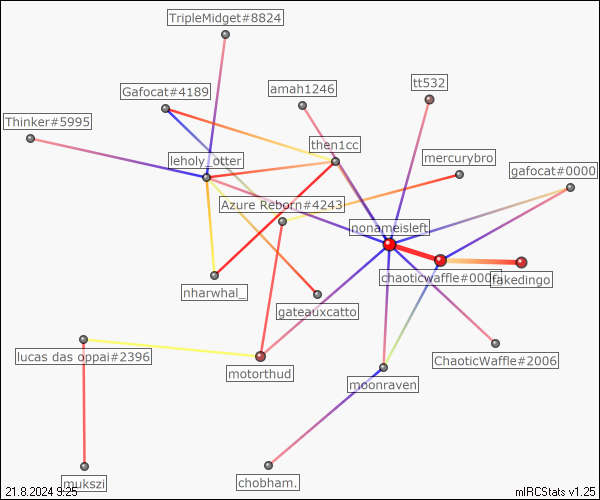 TripleMidget#8824
tt532
Gafocat#4189
amah1246
Thinker#5995
then1cc
leholy_otter
mercurybro
gafocat#0000
Azure Reborn#4243
nonameisleft
chaoticwaffle#000
fakedingo
nharwhal_
gateauxcatto
lucas das oppai#2396
ChaoticWaffle#2006
motorthud
moonraven
mukszi
chobham.
21.8.2024 9:25
mIRCStats v1.25